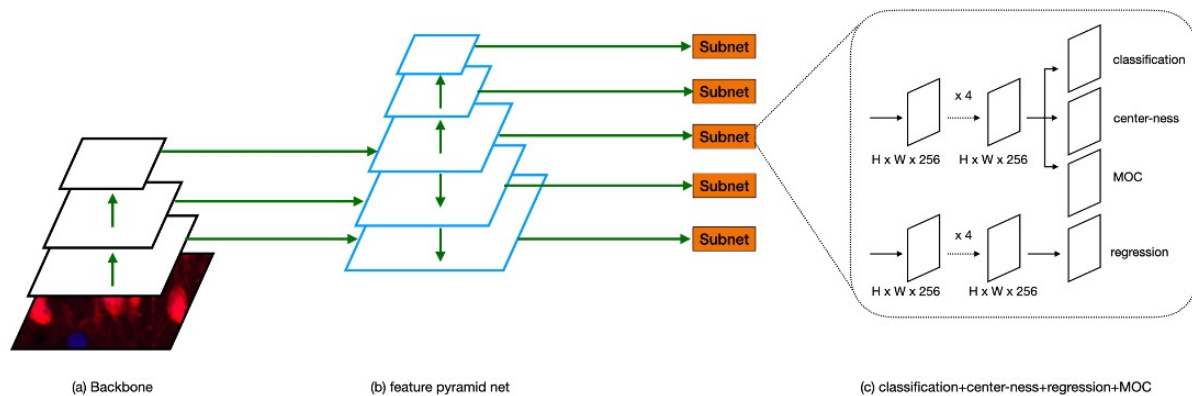 Subnet
Subnet
Subnet
Subnet
Subnet
classification
x 4
center-ness
H x W x 256 H x W x 256
MOC
x 4
regression
H x W x 256 H x W x 256
(a) Backbone
(b) feature pyramid net
(c) classification+center-ness+regression+MOC